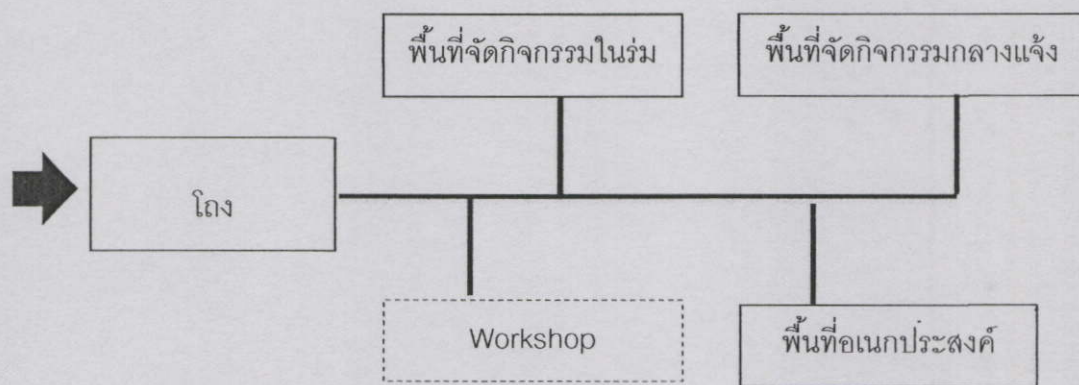 พื้นที่จัดกิจกรรมในร่ม
พื้นที่จัดกิจกรรมกลางแจ้ง
โถง
Workshop
พื้นที่อเนกประสงค์